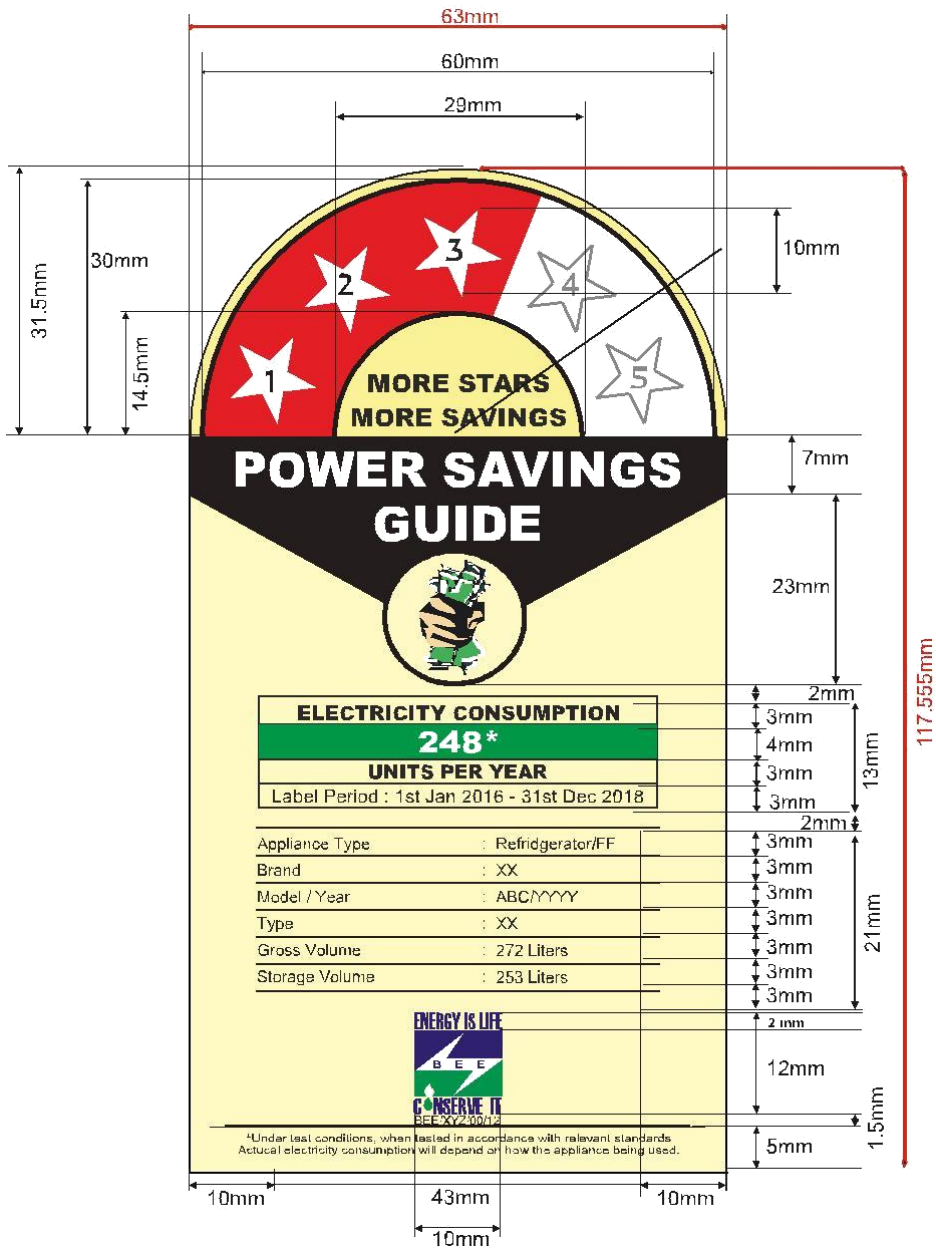 63mm
60mm
29mm
31.5mm
30mm
14.5mm
10mm
1
2
3
4
5
MORE STARS
MORE SAVINGS
7mm
POWER SAVINGS
GUIDE
23mm
117.555mm
2mm
ELECTRICITY CONSUMPTION
3mm
248*
4mm
13mm
UNITS PER YEAR
3mm
Label Period : 1st Jan 2016 - 31st Dec 2018
3mm
2mm
Appliance Type : Refridgerator/FF
3mm
Brand : XX
3mm
Model / Year : ABC/YYYY
3mm
21mm
Type : XX
3mm
Gross Volume : 272 Liters
3mm
Storage Volume : 253 Liters
3mm
3mm
ENERGY IS LIFE
2 mm
BEE
12mm
CONSERVE IT
BEE/XYZ/00/12
1.5mm
*Under test conditions, when tested in accordance with relevant standards
Actucal electricity consumption will depend on how the appliance being used.
5mm
10mm
43mm
10mm
10mm